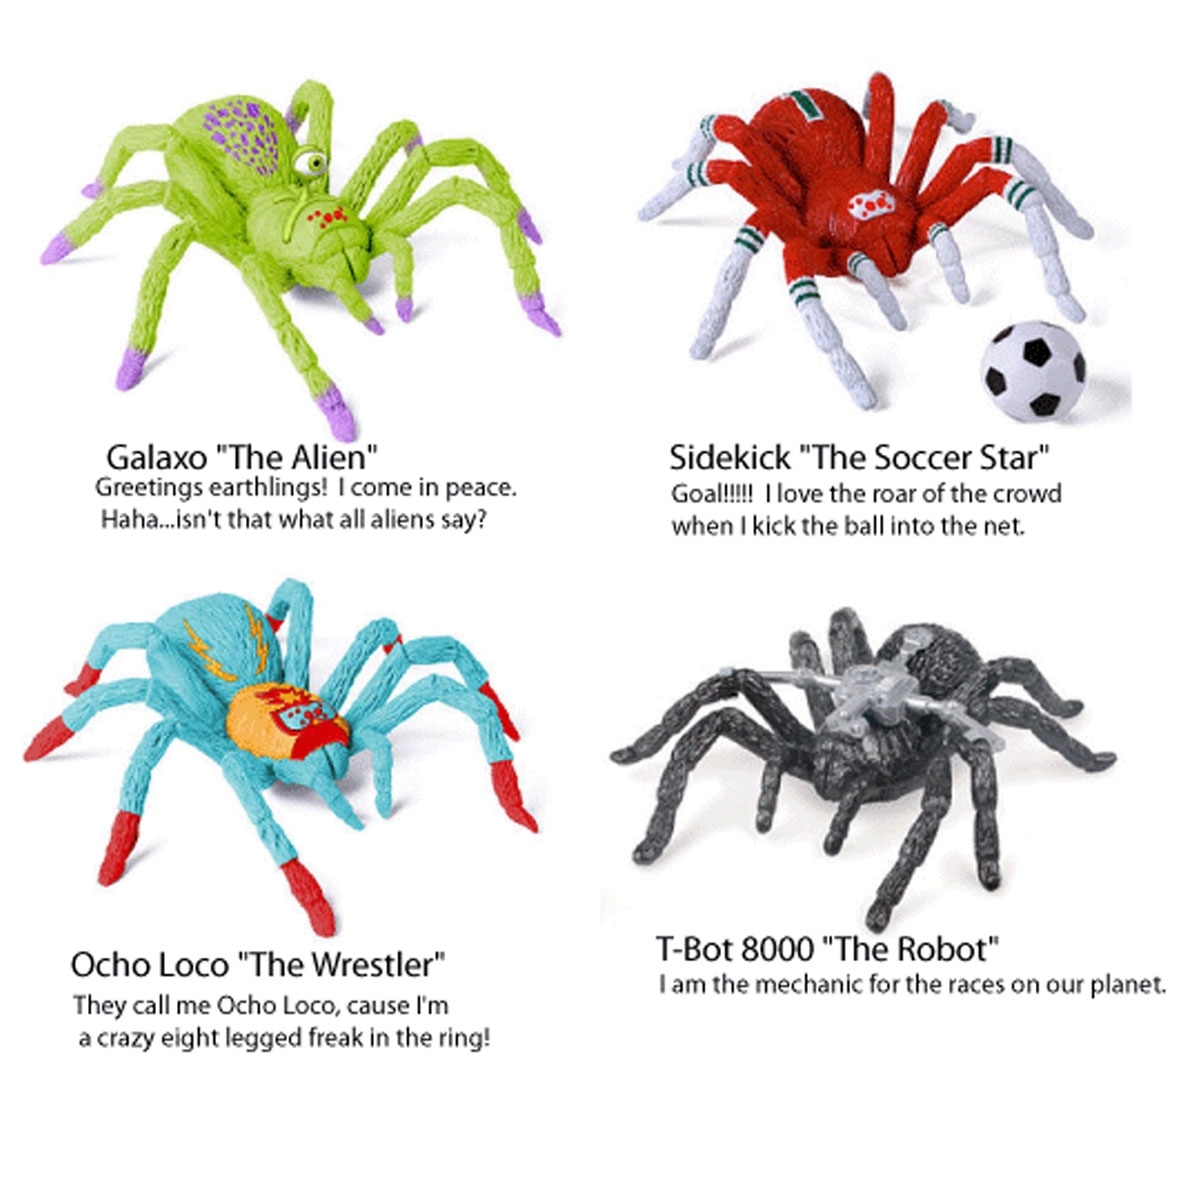 Galaxo "The Alien"
Greetings earthlings! I come in peace.
Haha...isn't that what all aliens say?
Sidekick "The Soccer Star"
Goal!!!!! I love the roar of the crowd
when I kick the ball into the net.
Ocho Loco "The Wrestler"
They call me Ocho Loco, cause I'm
a crazy eight legged freak in the ring!
T-Bot 8000 "The Robot"
I am the mechanic for the races on our planet.